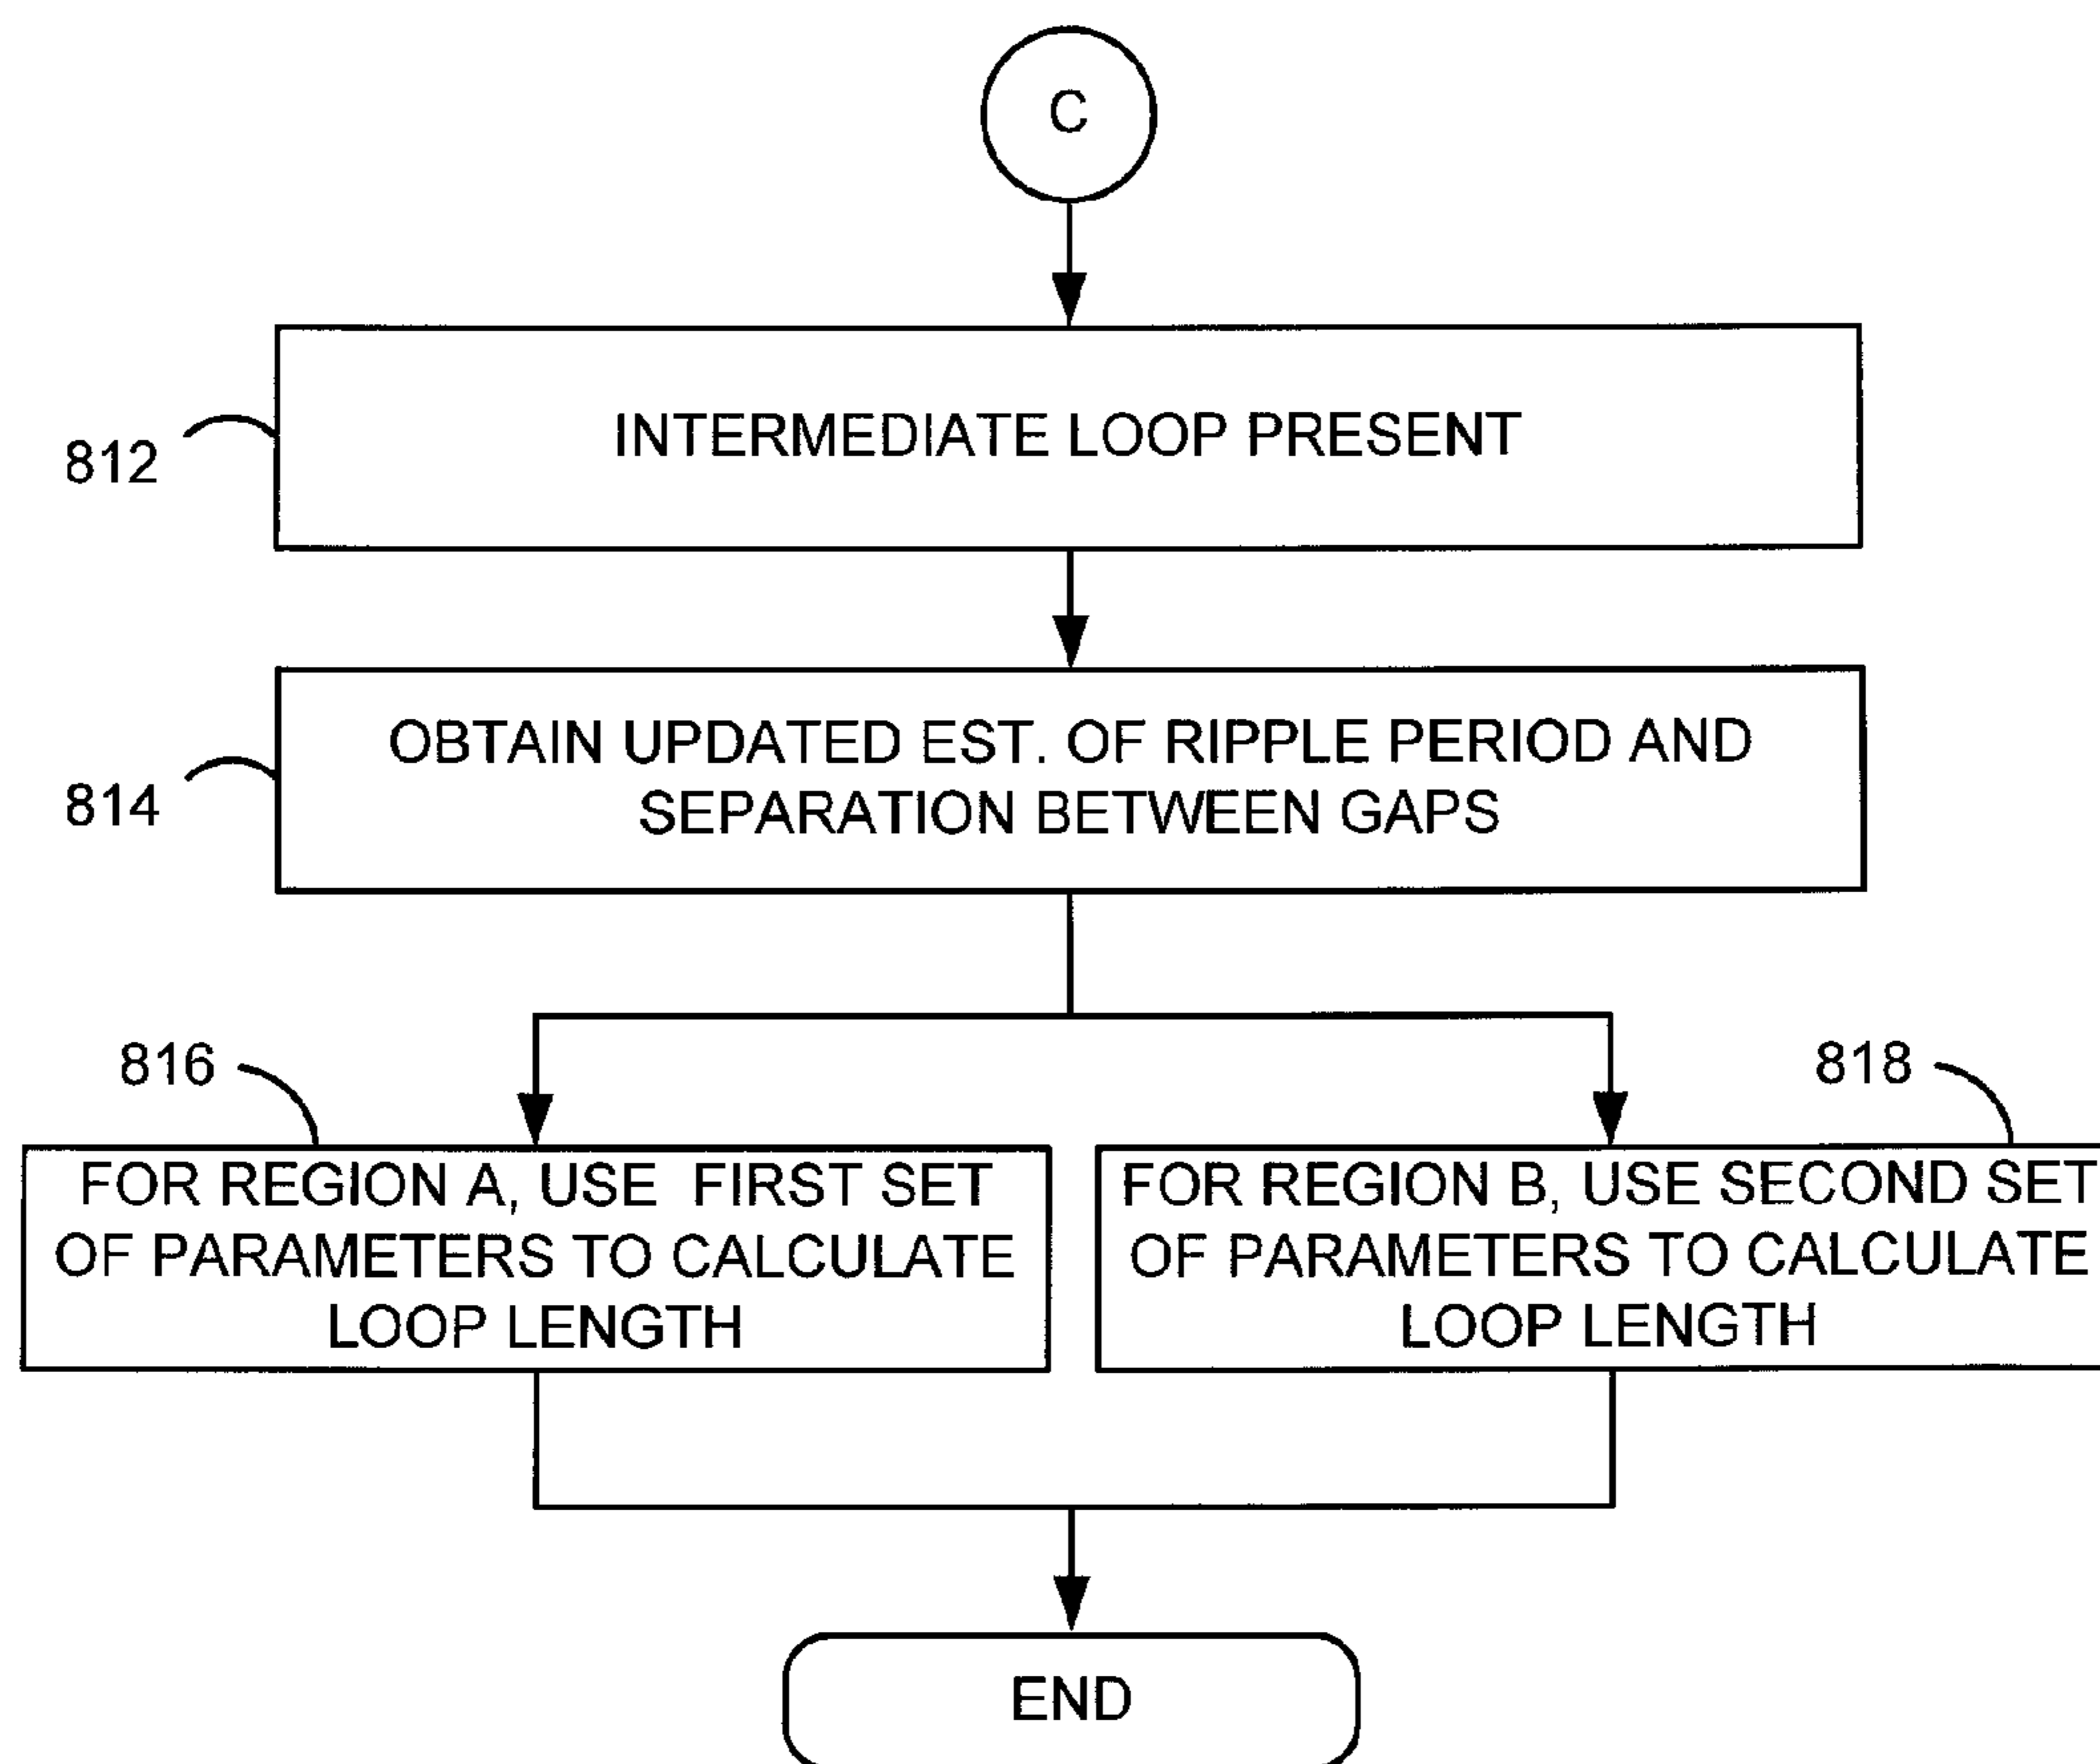 C
INTERMEDIATE LOOP PRESENT
812
OBTAIN UPDATED EST. OF RIPPLE PERIOD AND
SEPARATION BETWEEN GAPS
814
816
FOR REGION A, USE FIRST SET
OF PARAMETERS TO CALCULATE
LOOP LENGTH
818
FOR REGION B, USE SECOND SET
OF PARAMETERS TO CALCULATE
LOOP LENGTH
END